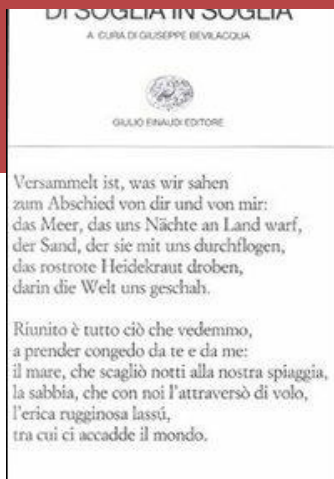 DI SOGLIA IN SOGLIA
A CURA DI GIUSEPPE BEVILACQUA
GIULIO EINAUDI EDITORE
Versammelt ist, was wir sahen
zum Abschied von dir und von mir:
das Meer, das uns Nächte an Land warf,
der Sand, der sie mit uns durchflogen,
das rostrote Heidekraut droben,
darin die Welt uns geschah.
Riunito è tutto ciò che vedemmo,
a prender congedo da te e da me:
il mare, che scagliò notti alla nostra spiaggia,
la sabbia, che con noi l'attraversò di volo,
l'erica rugginosa lassú,
tra cui ci accadde il mondo.